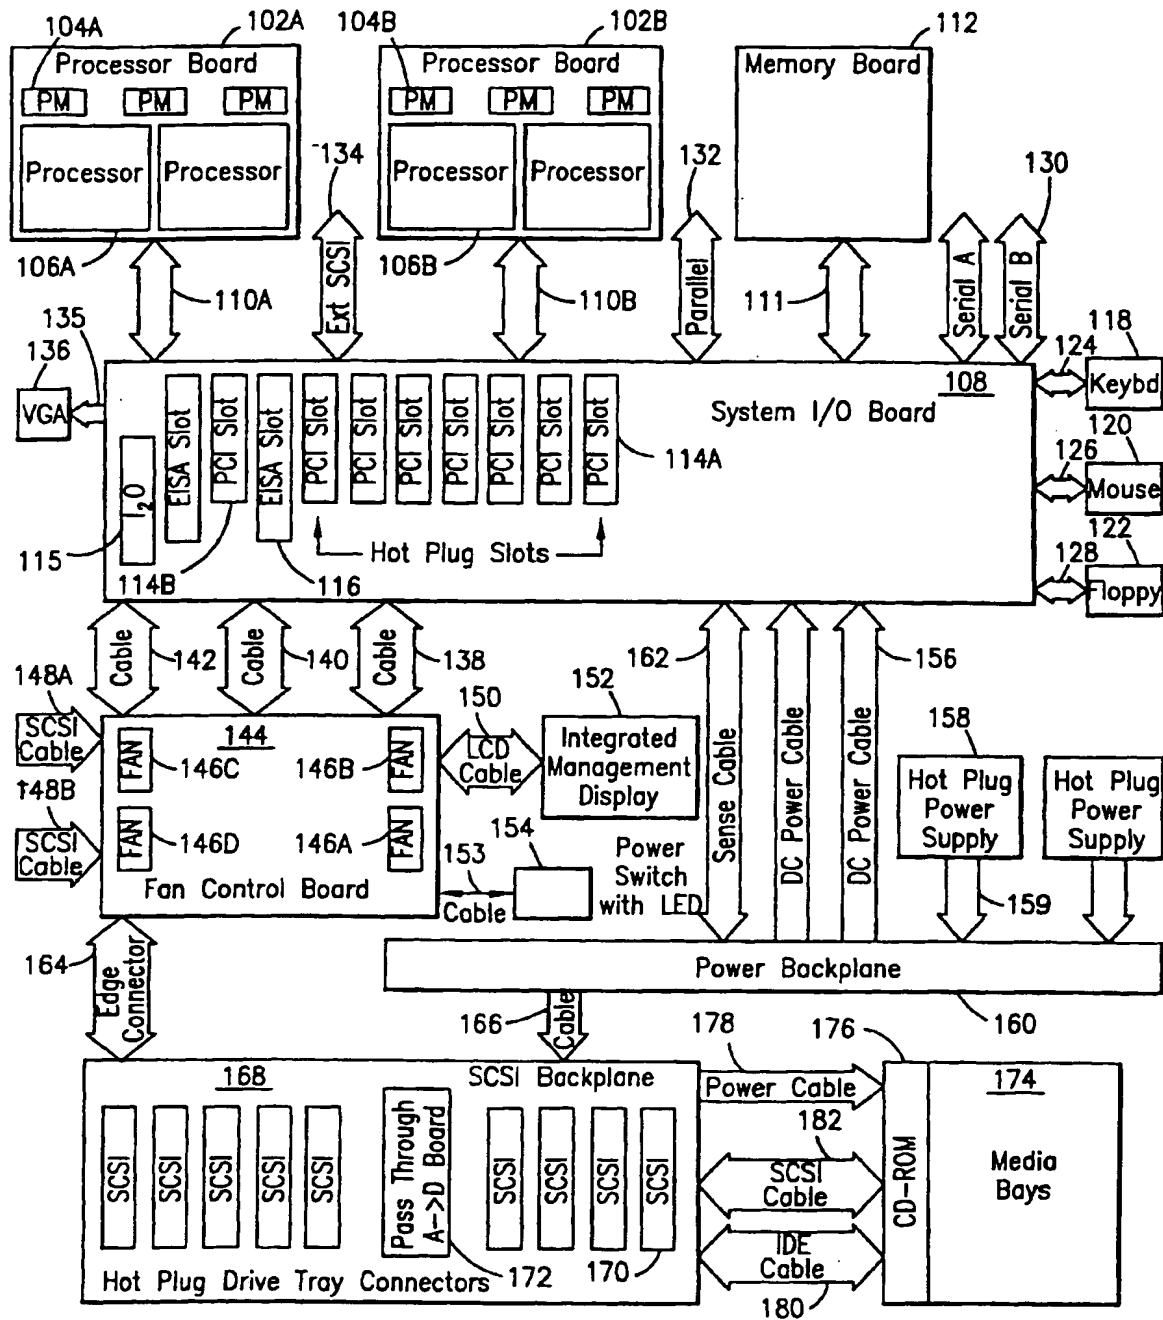 104A
102A
104B
102B
112
Processor Board
PM PM PM
Processor Processor
Processor Board
PM PM PM
Processor Processor
Memory Board
134
132
130
106A
110A
Ext SCSI
106B
110B
Parallel
111
Serial A
Serial B
135
136
VGA
108
System I/O Board
124
118
Keybd
120
126
Mouse
122
128
Floppy
I2O
EISA Slot
PCI Slot
EISA Slot
PCI Slot
PCI Slot
PCI Slot
PCI Slot
PCI Slot
PCI Slot
PCI Slot
114A
115
114B
116
Hot Plug Slots
Cable
142
Cable
140
Cable
138
162
156
148A
SCSI
Cable
148B
SCSI
Cable
144
FAN
146C
146B
FAN
FAN
146D
146A
FAN
Fan Control Board
150
LCD
Cable
152
Integrated
Management
Display
153
Cable
154
Power
Switch
with LED
Sense Cable
DC Power Cable
DC Power Cable
158
Hot Plug
Power
Supply
Hot Plug
Power
Supply
159
164
Edge
Connector
Power Backplane
166
Cable
160
178
176
Power Cable
168
SCSI Backplane
174
SCSI
SCSI
SCSI
SCSI
SCSI
Pass Through
A->D Board
SCSI
SCSI
SCSI
SCSI
182
SCSI
Cable
CD-ROM
Media
Bays
IDE
Cable
172
170
180
Hot Plug Drive Tray Connectors